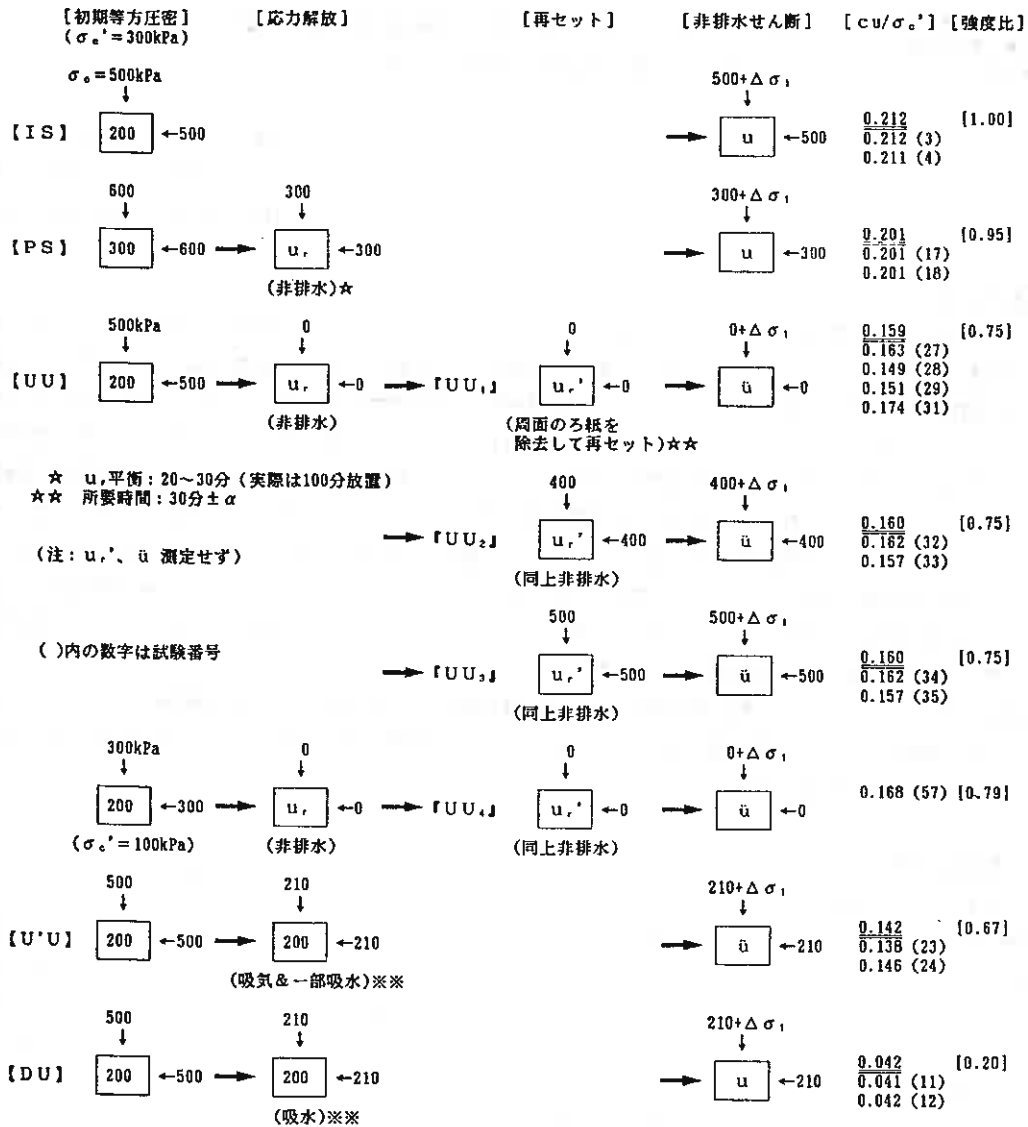 [初期等方圧密] [応力解放] [再セット] [非排水せん断] [cu/σc'] [強度比]
(σc'=300kPa)
σc=500kPa 500+Δσ1
↓ ↓
【IS】 200 ←500 → u ←500 0.212 [1.00]
0.212 (3)
0.211 (4)
600 300 300+Δσ1
↓ ↓ ↓
【PS】 300 ←600 → ur ←300 → u ←300 0.201 [0.95]
0.201 (17)
0.201 (18)
(非排水)☆
500kPa 0 0 0+Δσ1
↓ ↓ ↓ ↓
【UU】 200 ←500 → ur ←0 → 『UU1』 ur' ←0 → ü ←0 0.159 [0.75]
0.163 (27)
0.149 (28)
0.151 (29)
0.174 (31)
(非排水) (周面のろ紙を
除去して再セット)☆☆
☆ ur平衡:20~30分(実際は100分放置)
☆☆ 所要時間:30分±α
(注:ur'、ü 測定せず)
400 400+Δσ1
↓ ↓
→ 『UU2』 ur' ←400 → ü ←400 0.160 [0.75]
0.162 (32)
0.157 (33)
(同上非排水)
( )内の数字は試験番号
500 500+Δσ1
↓ ↓
→ 『UU3』 ur' ←500 → ü ←500 0.160 [0.75]
0.162 (34)
0.157 (35)
(同上非排水)
300kPa 0 0 0+Δσ1
↓ ↓ ↓ ↓
200 ←300 → ur ←0 → 『UU4』 ur' ←0 → ü ←0 0.168 (57) [0.79]
(σc'=100kPa) (非排水) (同上非排水)
500 210 210+Δσ1
↓ ↓ ↓
【U'U】 200 ←500 → 200 ←210 → ü ←210 0.142 [0.67]
0.138 (23)
0.146 (24)
(吸気&一部吸水)※※
500 210 210+Δσ1
↓ ↓ ↓
【DU】 200 ←500 → 200 ←210 → u ←210 0.042 [0.20]
0.041 (11)
0.042 (12)
(吸水)※※